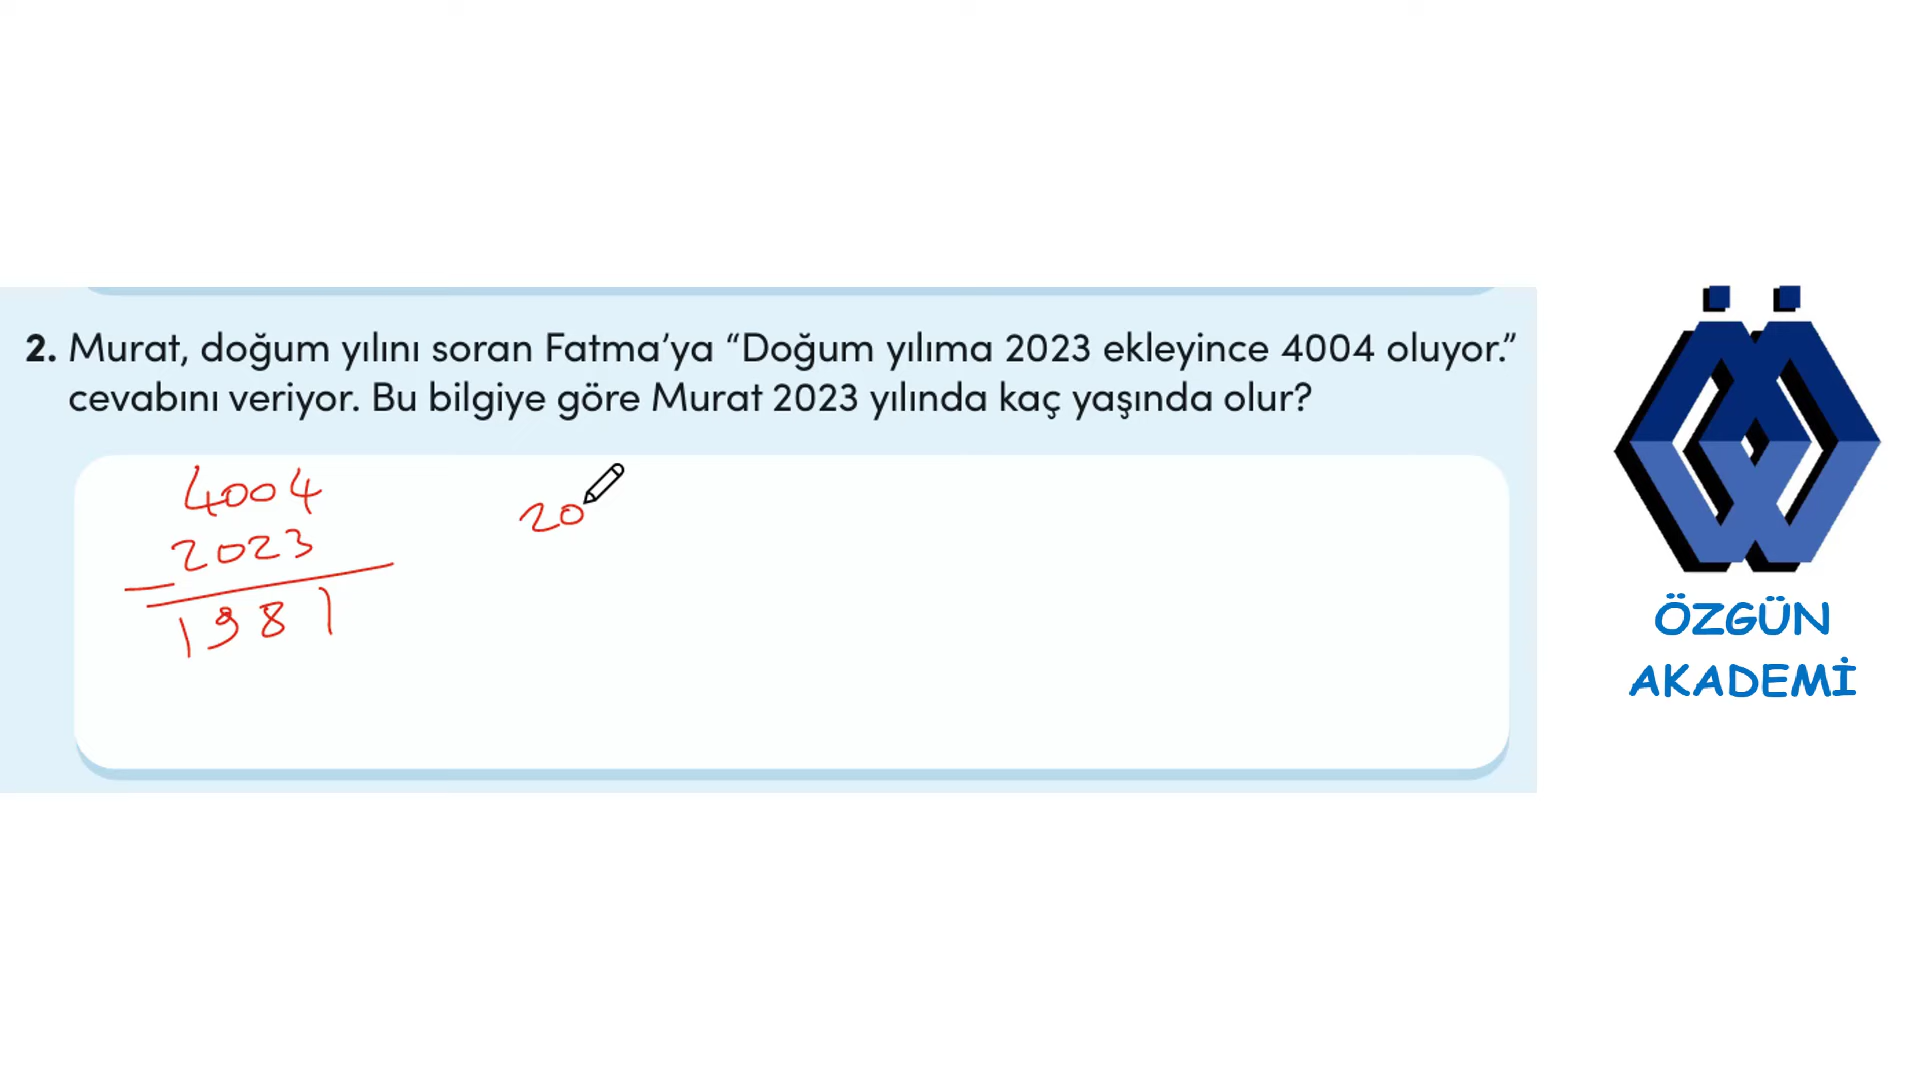 2. Murat, doğum yılını soran Fatma’ya “Doğum yılıma 2023 ekleyince 4004 oluyor.”
cevabını veriyor. Bu bilgiye göre Murat 2023 yılında kaç yaşında olur?
4004
2023
1981
20
ÖZGÜN
AKADEMİ